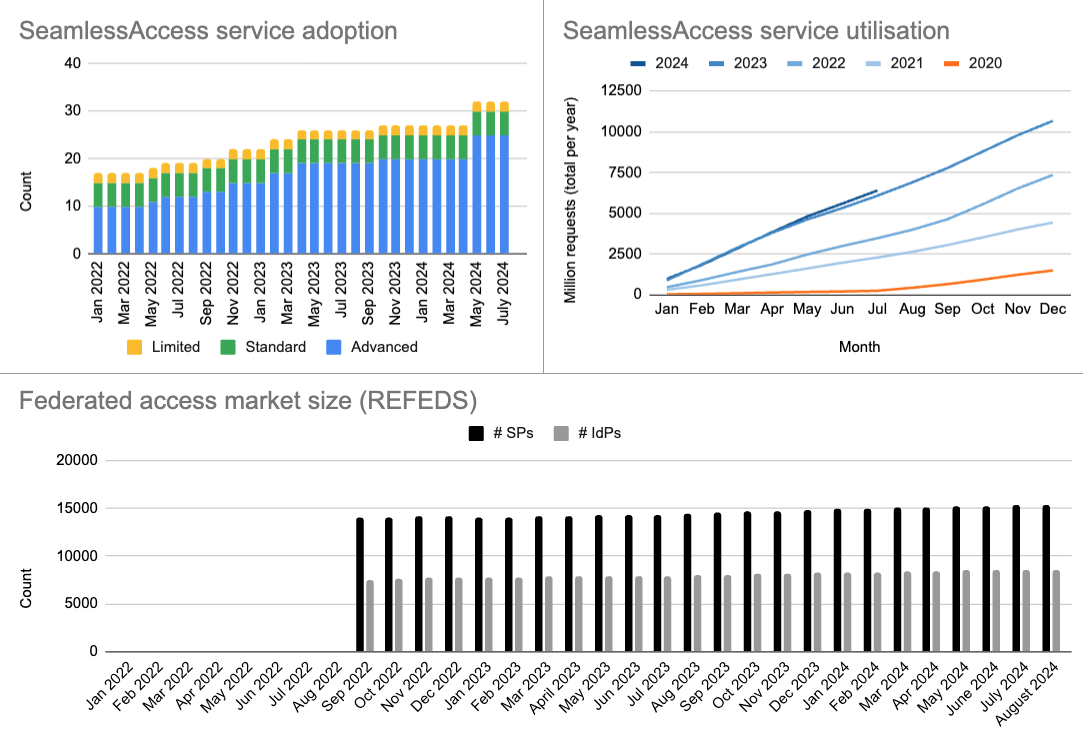 SeamlessAccess service adoption
40
30
20
10
0
Count
Jan 2022
Mar 2022
May 2022
Jul 2022
Sep 2022
Nov 2022
Jan 2023
Mar 2023
May 2023
Jul 2023
Sep 2023
Nov 2023
Jan 2024
Mar 2024
May 2024
July 2024
Limited Standard Advanced
SeamlessAccess service utilisation
2024 2023 2022 2021 2020
12500
10000
7500
5000
2500
0
Million requests (total per year)
Jan Feb Mar Apr May Jun Jul Aug Sep Oct Nov Dec
Month
Federated access market size (REFEDS)
# SPs # IdPs
20000
15000
10000
5000
0
Count
Jan 2022
Feb 2022
Mar 2022
Apr 2022
May 2022
Jun 2022
Jul 2022
Aug 2022
Sep 2022
Oct 2022
Nov 2022
Dec 2022
Jan 2023
Feb 2023
Mar 2023
April 2023
May 2023
Jun 2023
Jul 2023
Aug 2023
Sep 2023
Oct 2023
Nov 2023
Dec 2023
Jan 2024
Feb 2024
Mar 2024
Apr 2024
May 2024
June 2024
July 2024
August 2024